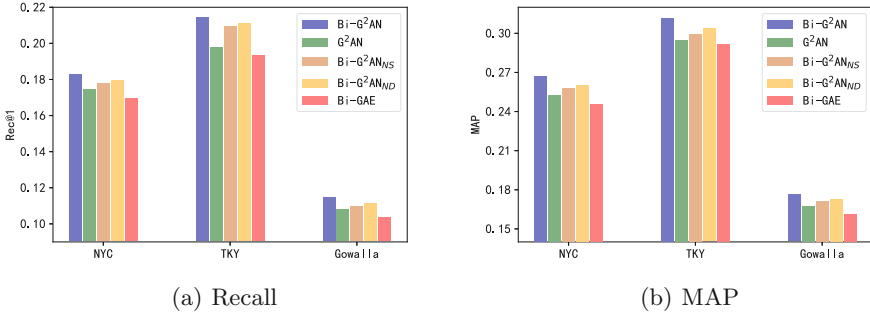 0.22
0.20
0.18
0.16
0.14
0.12
0.10
Rec@1
NYC
TKY
Gowalla
Bi-G²AN
G²AN
Bi-G²AN_NS
Bi-G²AN_ND
Bi-GAE
(a) Recall
0.30
0.27
0.24
0.21
0.18
0.15
MAP
NYC
TKY
Gowalla
Bi-G²AN
G²AN
Bi-G²AN_NS
Bi-G²AN_ND
Bi-GAE
(b) MAP